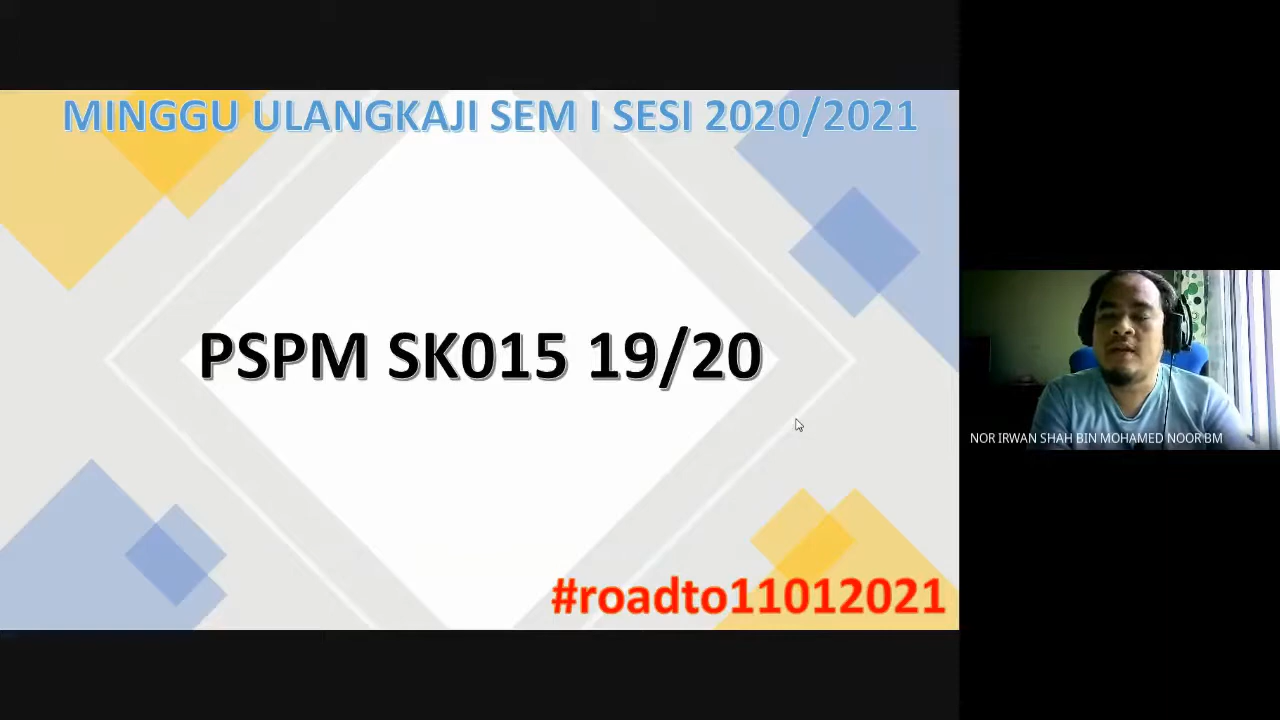 MINGGU ULANGKAJI SEM I SESI 2020/2021
PSPM SK015 19/20
#roadto11012021
NOR IRWAN SHAH BIN MOHAMED NOOR BM